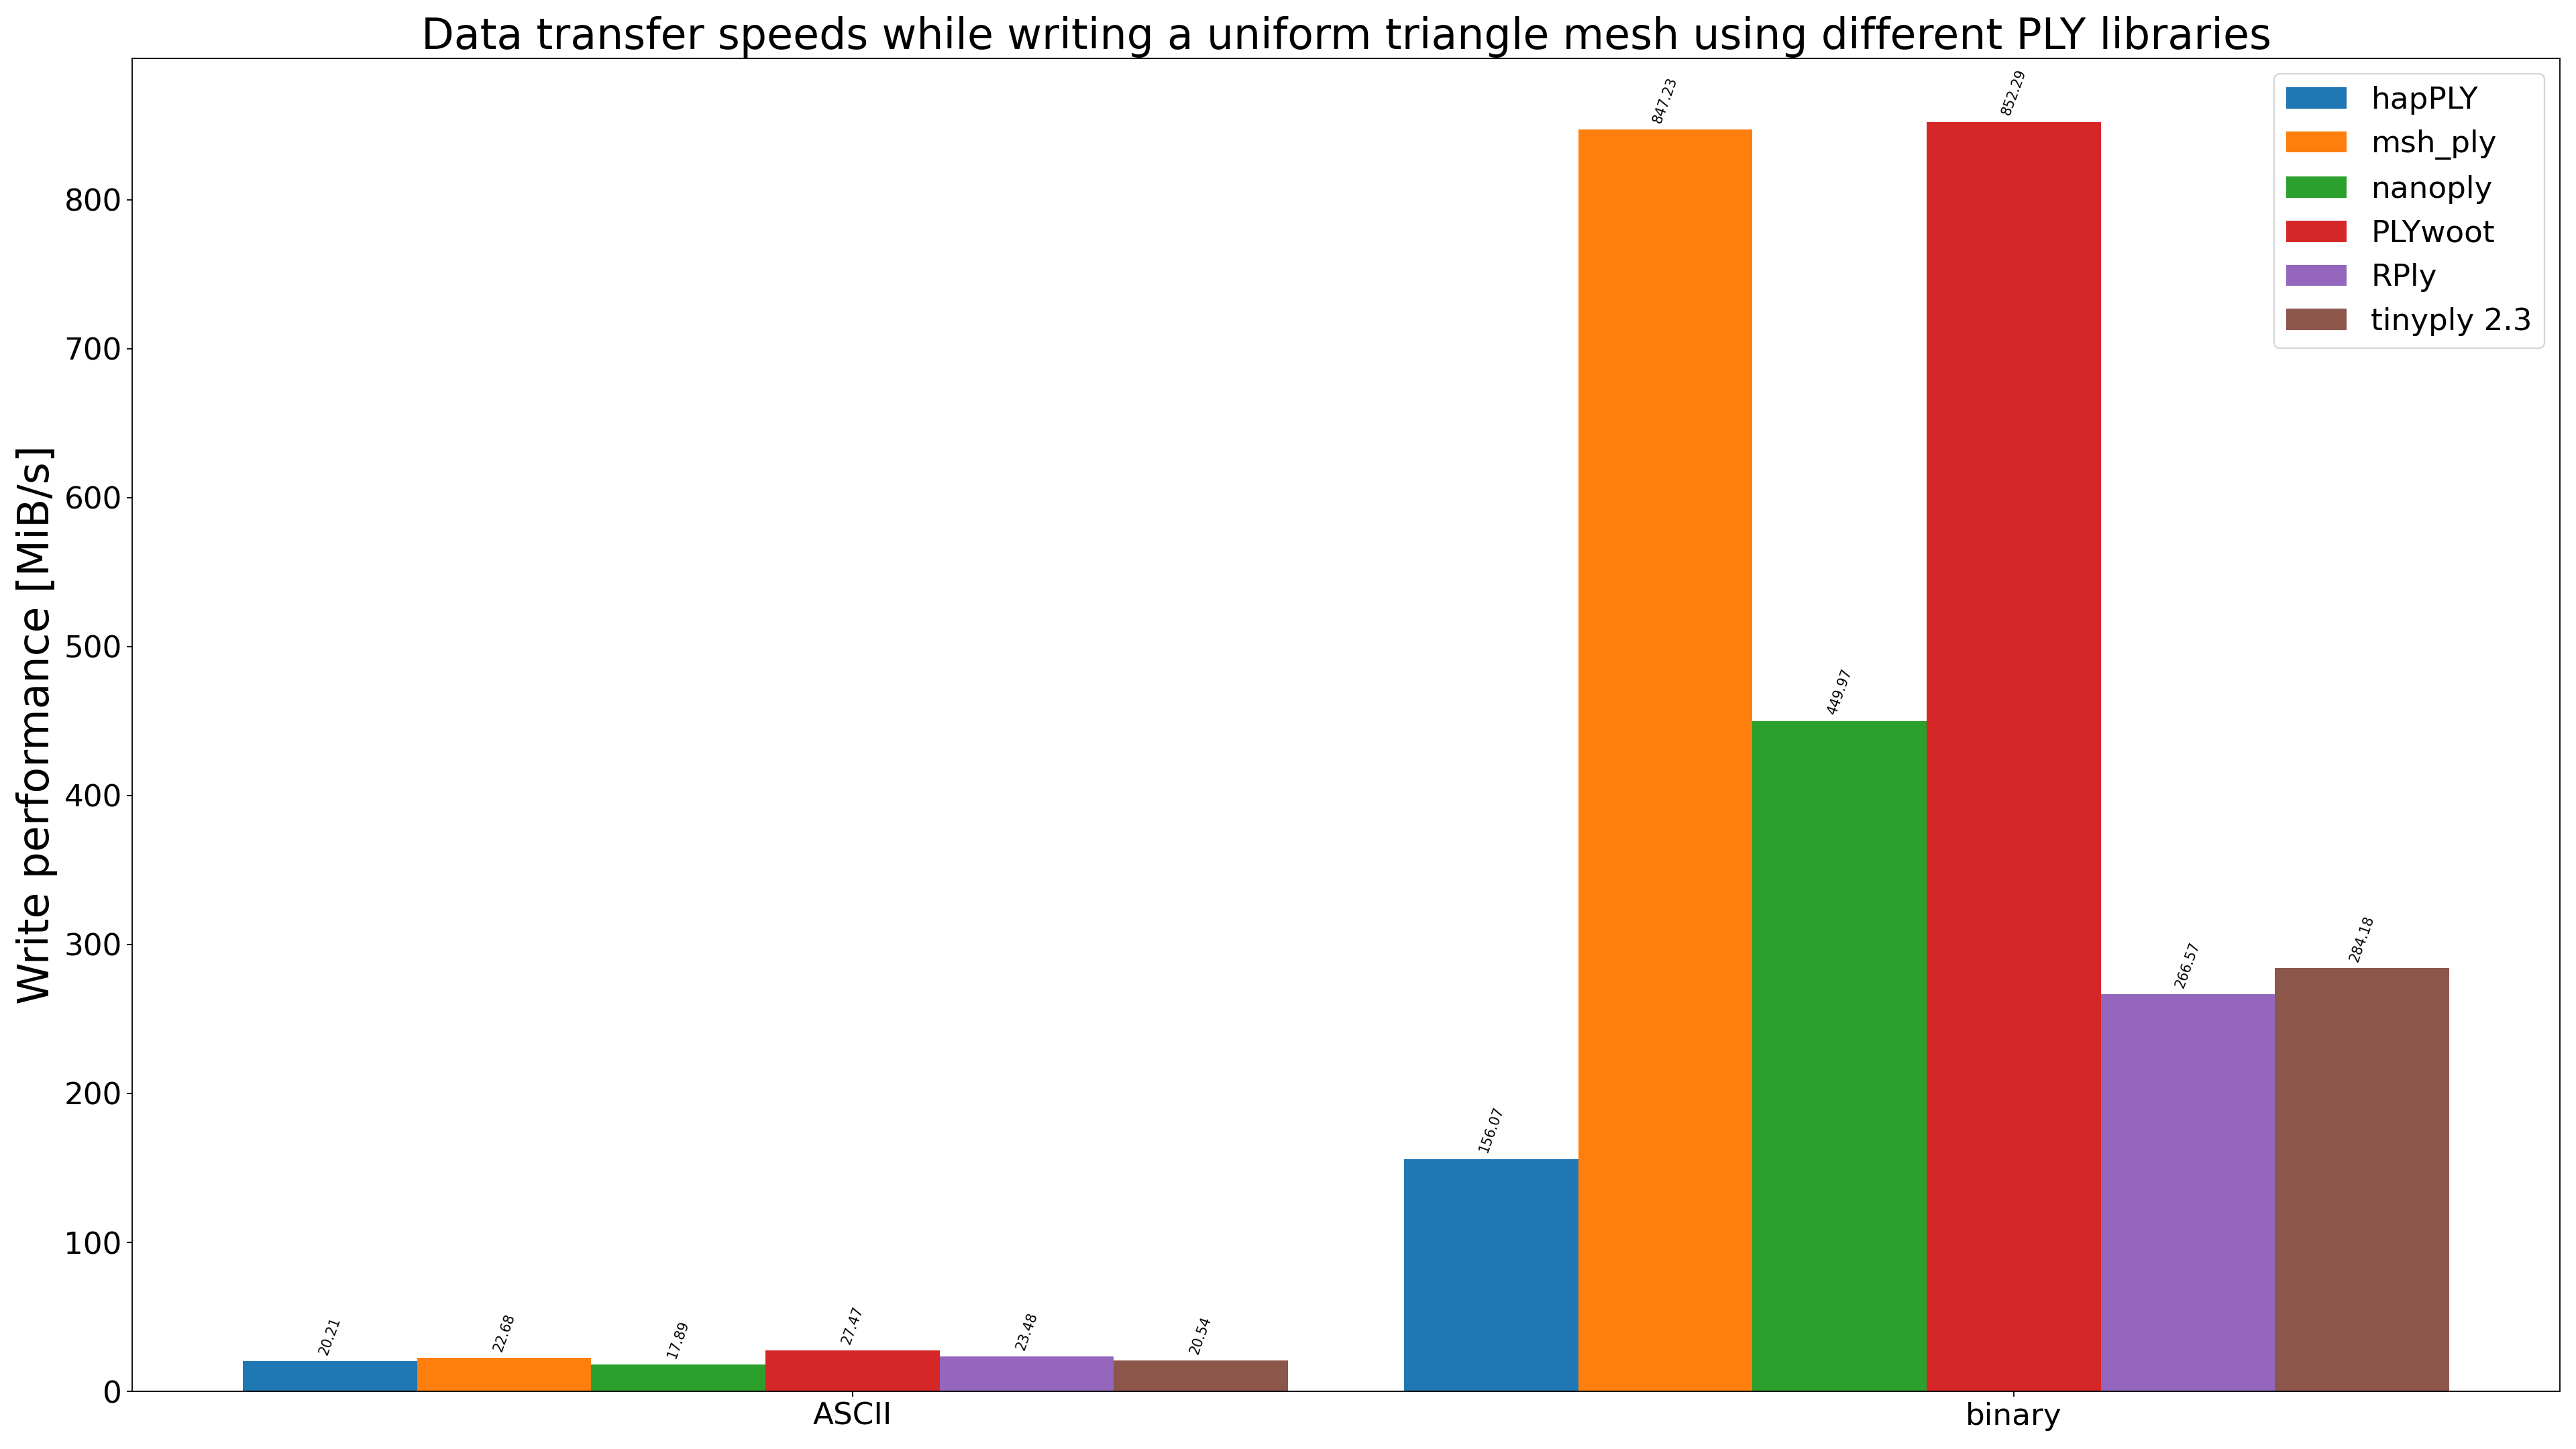 Data transfer speeds while writing a uniform triangle mesh using different PLY libraries
Write performance [MiB/s]
800
700
600
500
400
300
200
100
0
20.21
22.68
17.89
27.47
23.48
20.54
156.07
847.23
449.97
852.29
266.57
284.18
ASCII
binary
hapPLY
msh_ply
nanoply
PLYwoot
RPly
tinyply 2.3